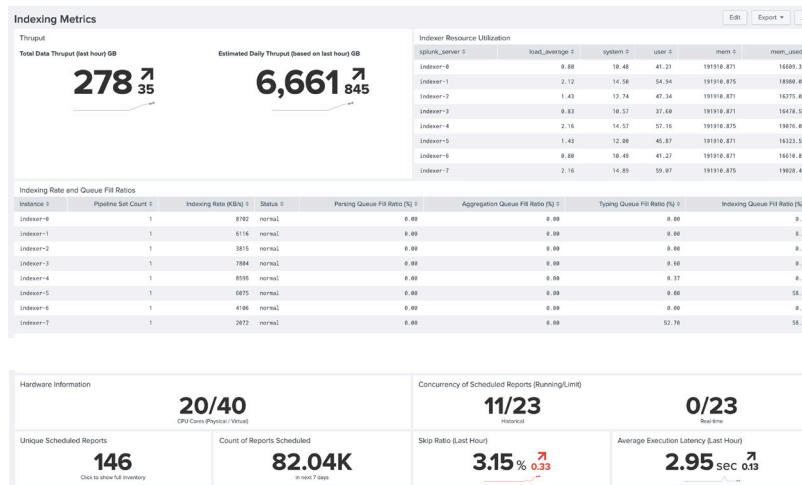 Indexing Metrics
Edit
Export
Thruput
Total Data Thruput (last hour) GB
Estimated Daily Thruput (based on last hour) GB
278 35
6,661 845
Indexer Resource Utilization
splunk_server load_average system user mem mem_used
indexer-0 0.80 10.48 41.21 191910.871 16609.3
indexer-1 2.12 14.50 54.94 191910.875 18980.0
indexer-2 1.43 12.74 47.34 191910.871 16275.0
indexer-3 0.83 10.57 37.60 191910.871 16478.5
indexer-4 2.16 14.57 57.16 191910.875 19076.0
indexer-5 1.43 12.00 45.87 191910.871 16323.5
indexer-6 0.80 10.49 41.27 191910.871 16610.8
indexer-7 2.16 14.89 59.07 191910.875 19028.4
Indexing Rate and Queue Fill Ratios
Instance Pipeline Set Count Indexing Rate (KB/s) Status Parsing Queue Fill Ratio (%) Aggregation Queue Fill Ratio (%) Typing Queue Fill Ratio (%) Indexing Queue Fill Ratio (%)
indexer-0 1 8702 normal 0.00 0.00 0.00 0.
indexer-1 1 6116 normal 0.00 0.00 0.00 0.
indexer-2 1 3815 normal 0.00 0.00 0.00 0.
indexer-3 1 7804 normal 0.00 0.00 0.60 0.
indexer-4 1 8595 normal 0.00 0.00 0.37 0.
indexer-5 1 6075 normal 0.00 0.00 0.00 58.
indexer-6 1 4106 normal 0.00 0.00 0.00 0.
indexer-7 1 2072 normal 0.00 0.00 52.70 58.
Hardware Information
20/40
CPU Cores (Physical / Virtual)
Concurrency of Scheduled Reports (Running/Limit)
11/23
Historical
0/23
Real-time
Unique Scheduled Reports
146
Click to show full inventory
Count of Reports Scheduled
82.04K
in next 7 days
Skip Ratio (Last Hour)
3.15 % 0.33
Average Execution Latency (Last Hour)
2.95 sec 0.13